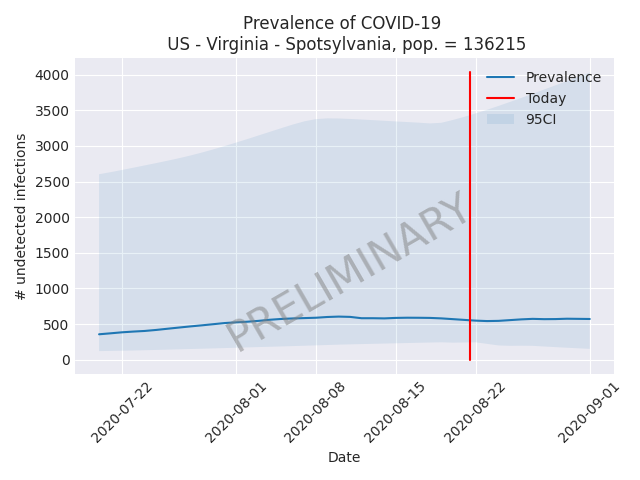 Prevalence of COVID-19
US - Virginia - Spotsylvania, pop. = 136215
# undetected infections
4000
3500
3000
2500
2000
1500
1000
500
0
Prevalence
Today
95CI
PRELIMINARY
2020-07-22
2020-08-01
2020-08-08
2020-08-15
2020-08-22
2020-09-01
Date